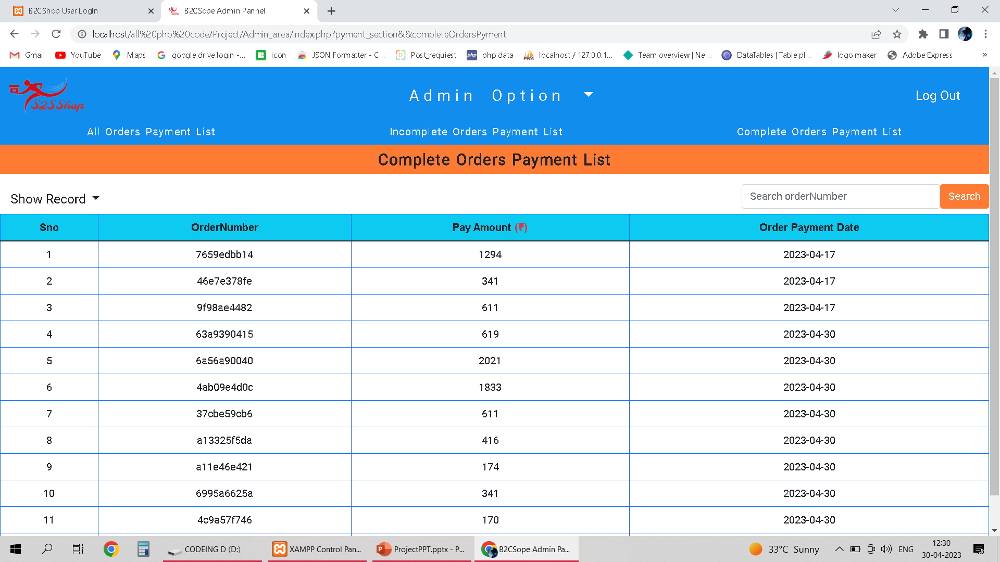 B2CShop User LogIn
B2CSope Admin Pannel
localhost/all%20php%20code/Project/Admin_area/index.php?pyment_section&&completeOrdersPyment
Gmail YouTube Maps google drive login -... icon JSON Formatter - C... Post_requiest php data localhost / 127.0.0.1... Team overview | Ne... DataTables | Table pl... logo maker Adobe Express »
S2SShop
Admin Option
Log Out
All Orders Payment List Incomplete Orders Payment List Complete Orders Payment List
Complete Orders Payment List
Show Record
Search orderNumber Search
Sno OrderNumber Pay Amount (₹) Order Payment Date
1 7659edbb14 1294 2023-04-17
2 46e7e378fe 341 2023-04-17
3 9f98ae4482 611 2023-04-17
4 63a9390415 619 2023-04-30
5 6a56a90040 2021 2023-04-30
6 4ab09e4d0c 1833 2023-04-30
7 37cbe59cb6 611 2023-04-30
8 a13325f5da 416 2023-04-30
9 a11e46e421 174 2023-04-30
10 6995a6625a 341 2023-04-30
11 4c9a57f746 170 2023-04-30
CODEING D (D:) XAMPP Control Pan... ProjectPPT.pptx - P... B2CSope Admin Pa... 33°C Sunny ENG
12:30
30-04-2023